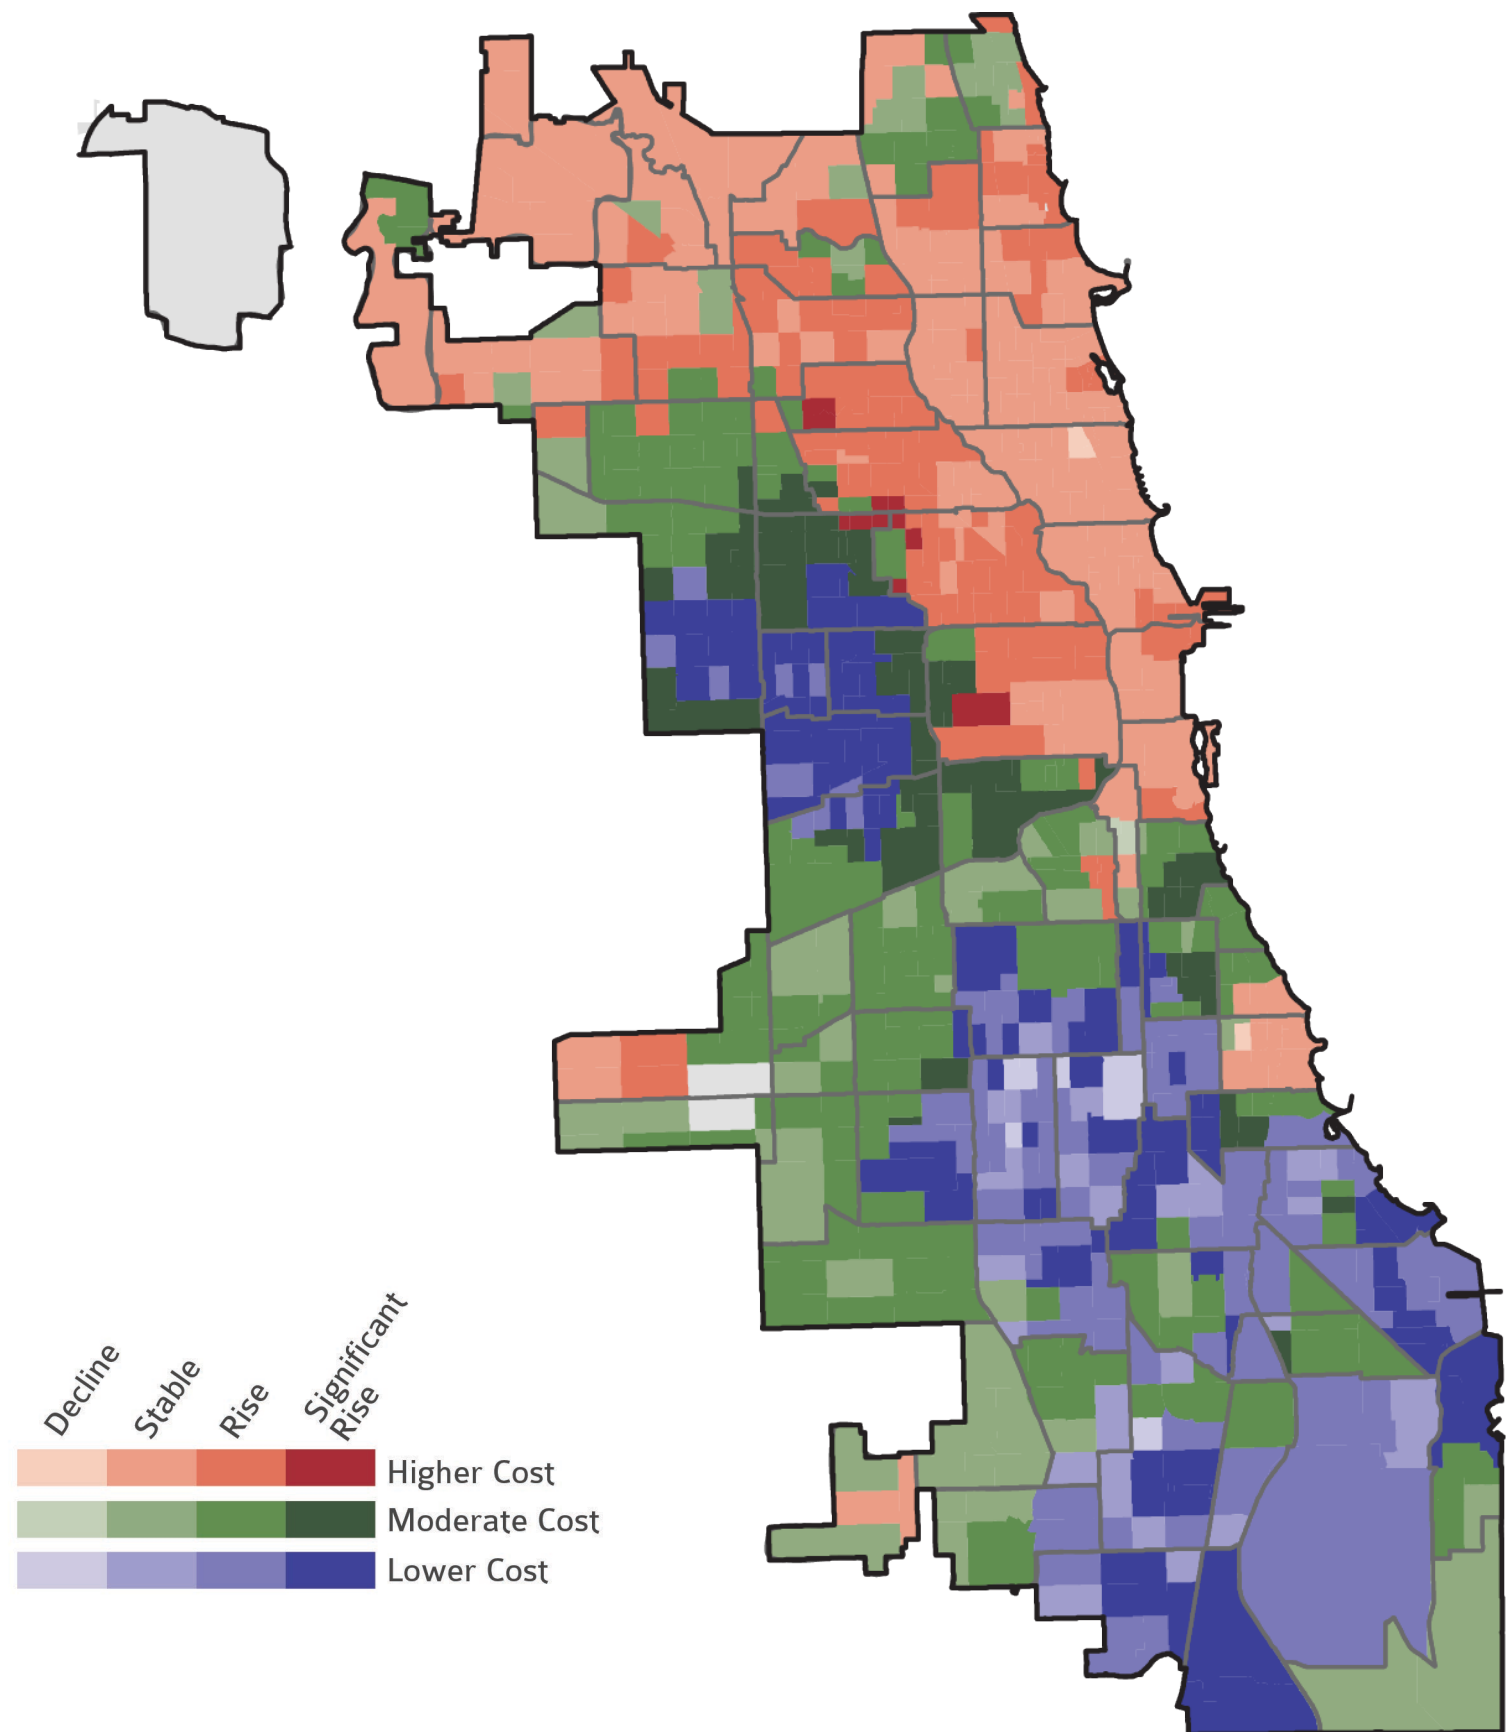 Decline
Stable
Rise
Significant
Rise
Higher Cost
Moderate Cost
Lower Cost